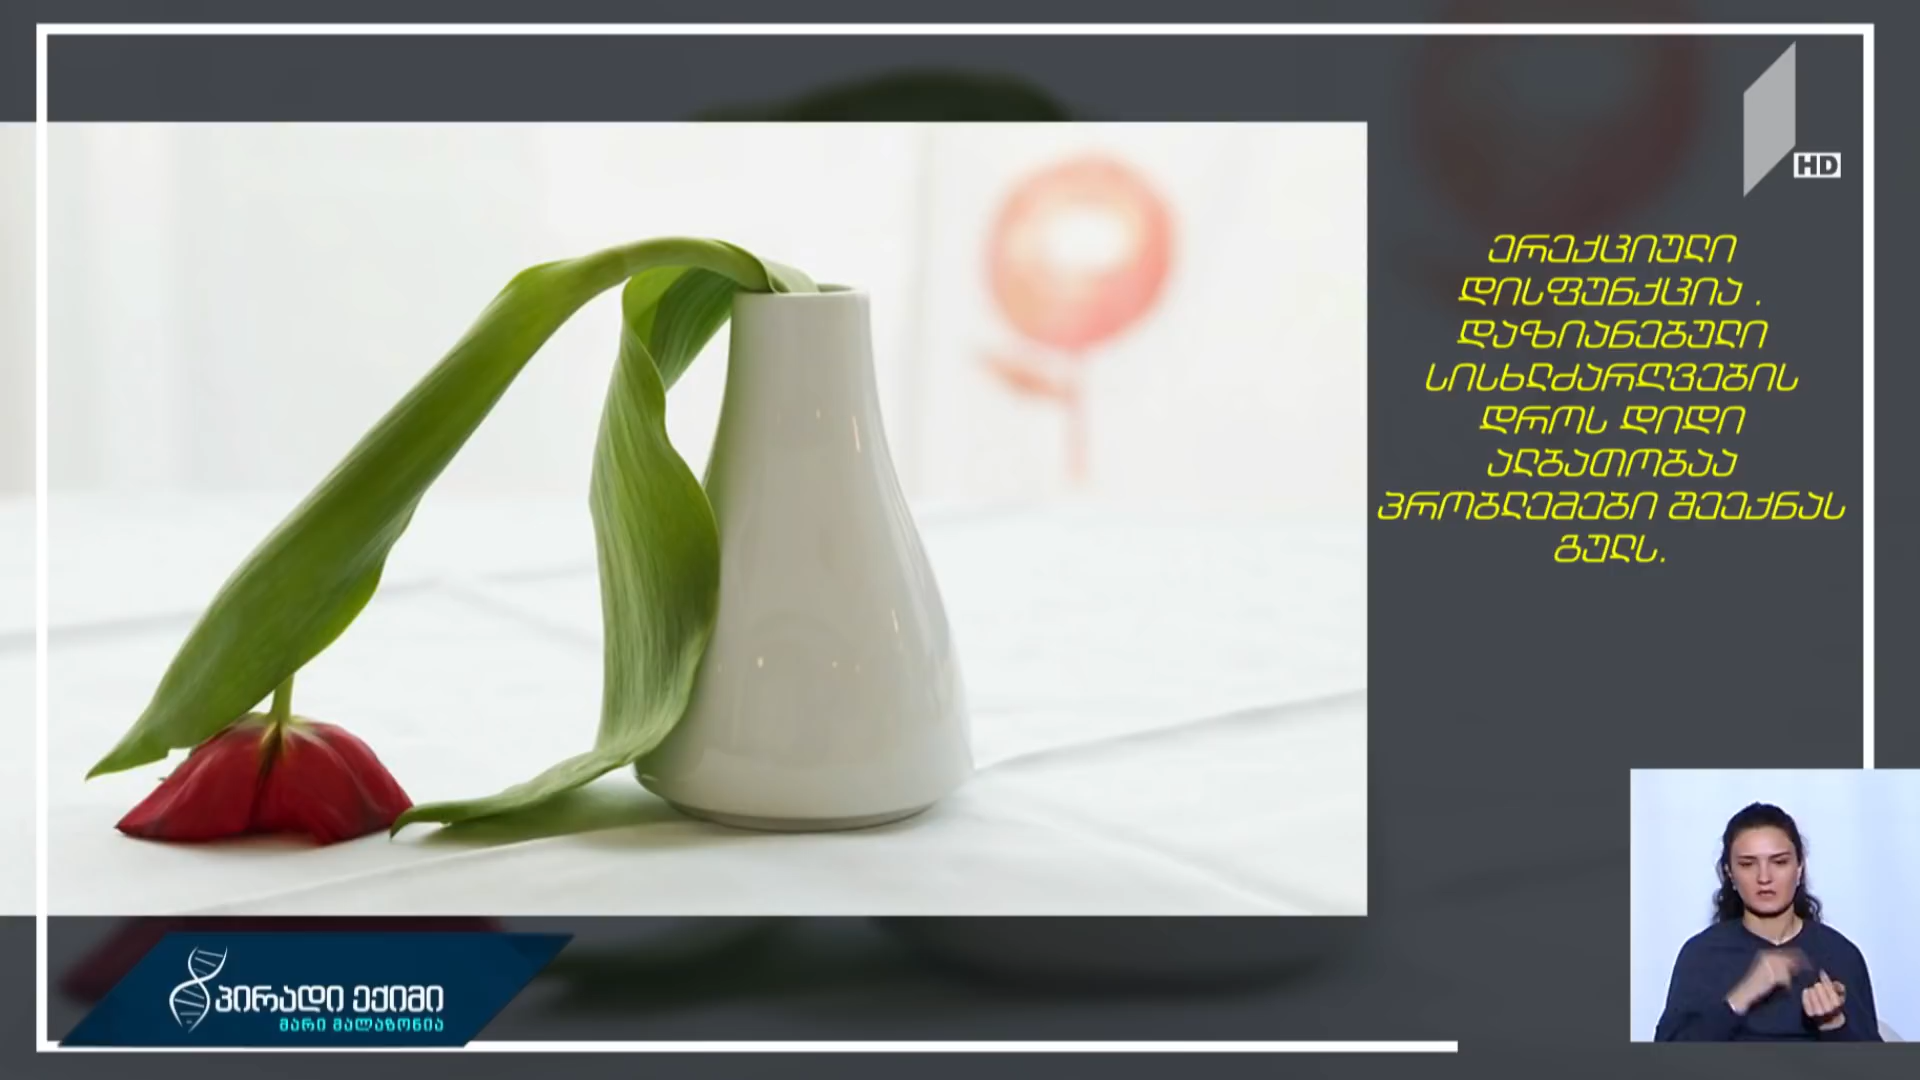 HD
ერექციული
დისფუნქცია .
დაზიანებული
სისხლძარღვების
დროს დიდი
ალბათობაა
პრობლემები შეექნას
გულს.
პირადი ექიმი
მარი მალაზონია